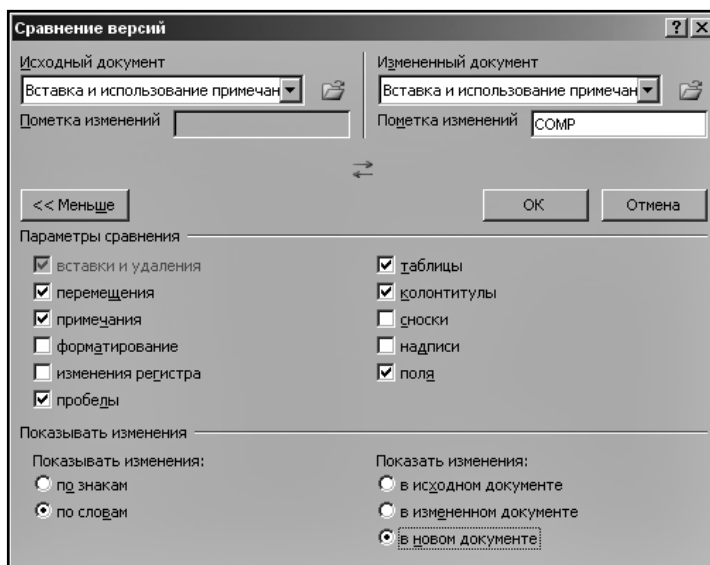 Сравнение версий
Исходный документ
Измененный документ
Вставка и использование примечан
Вставка и использование примечан
Пометка изменений
Пометка изменений COMP
<< Меньше
ОК
Отмена
Параметры сравнения
вставки и удаления
перемещения
примечания
форматирование
изменения регистра
пробелы
таблицы
колонтитулы
сноски
надписи
поля
Показывать изменения
Показывать изменения:
по знакам
по словам
Показать изменения:
в исходном документе
в измененном документе
в новом документе